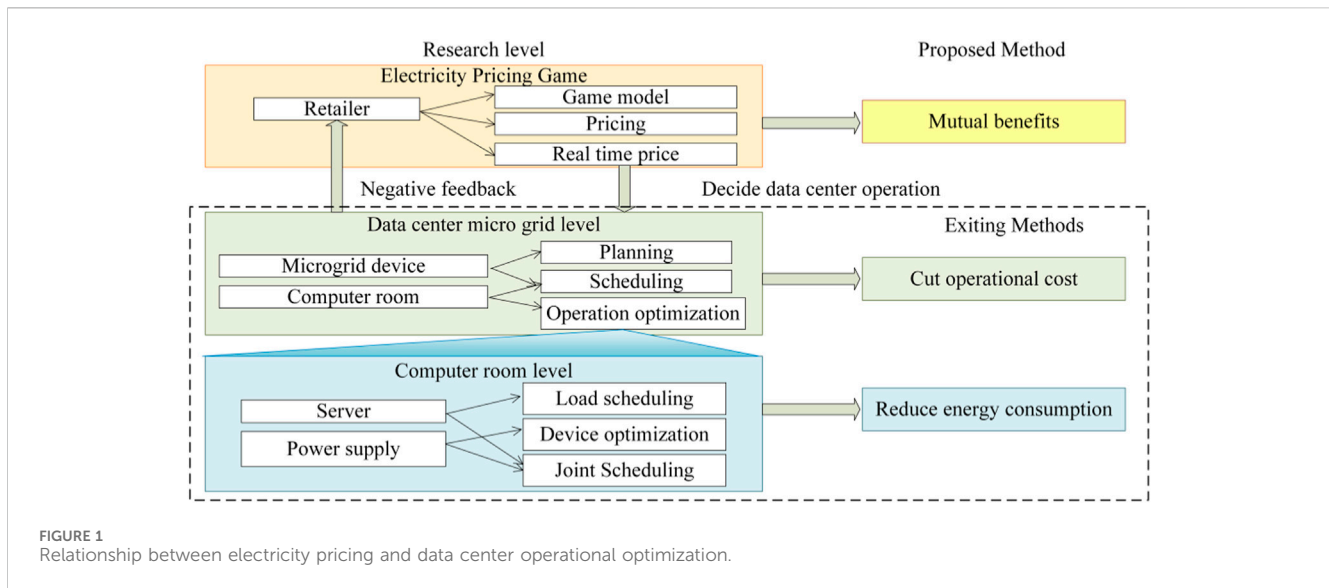 Research level
Proposed Method
Electricity Pricing Game
Retailer
Game model
Pricing
Real time price
Mutual benefits
Negative feedback
Decide data center operation
Data center micro grid level
Exiting Methods
Microgrid device
Computer room
Planning
Scheduling
Operation optimization
Cut operational cost
Computer room level
Server
Power supply
Load scheduling
Device optimization
Joint Scheduling
Reduce energy consumption
FIGURE 1
Relationship between electricity pricing and data center operational optimization.